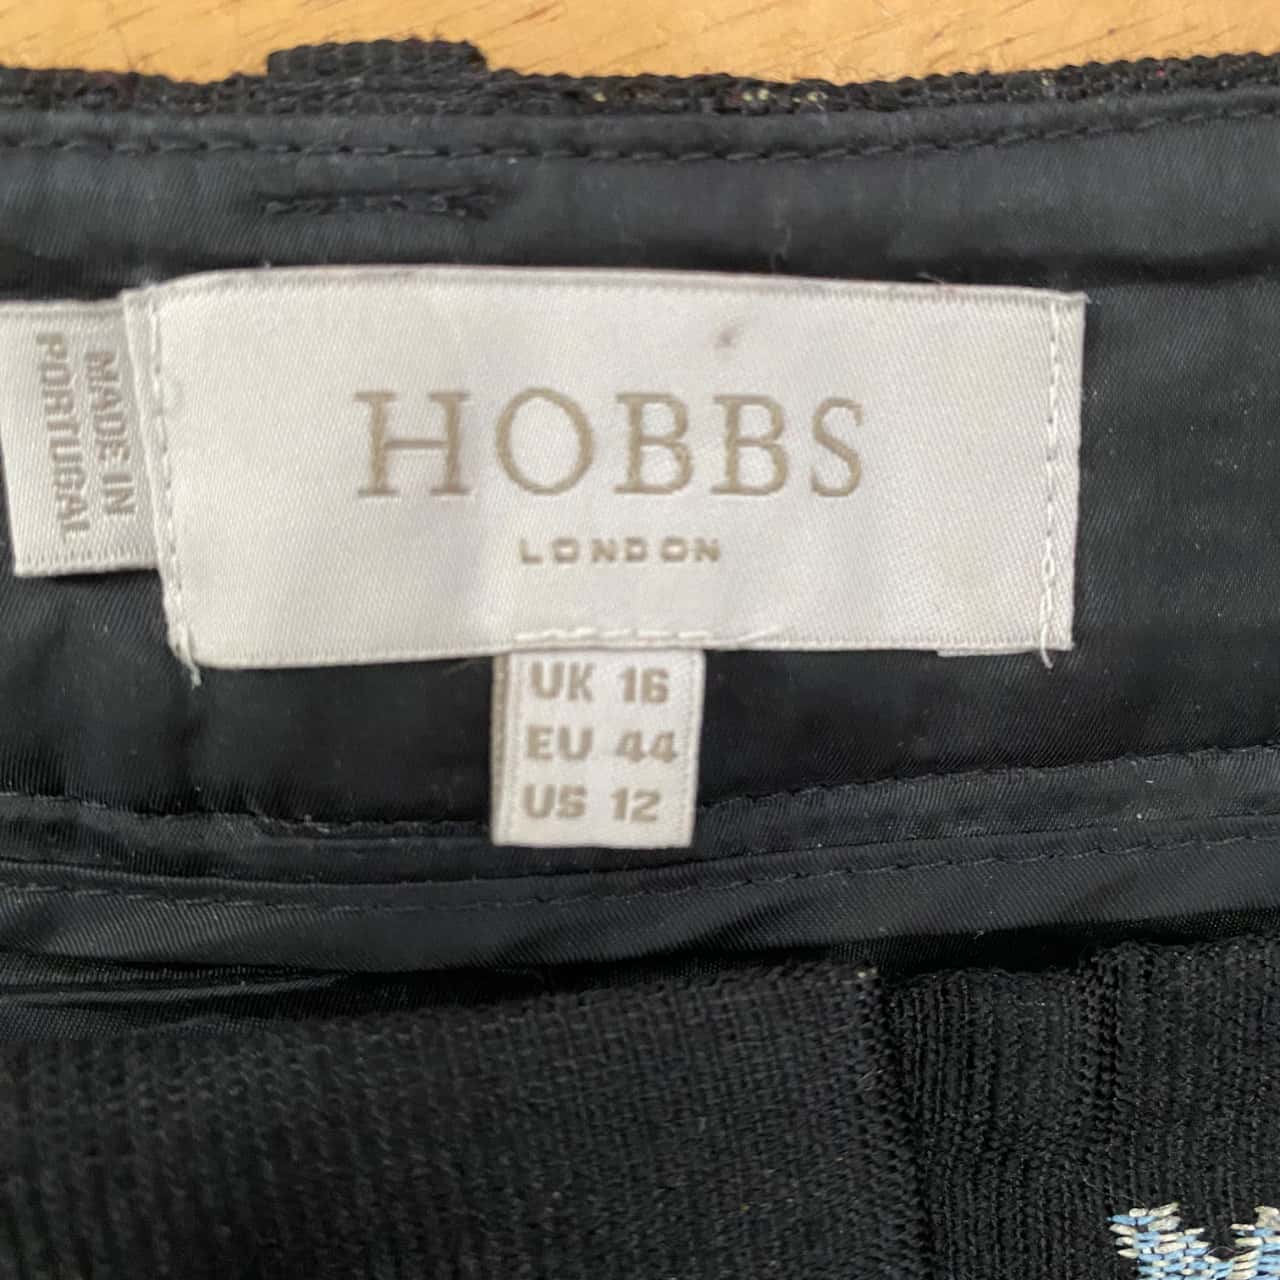 MADE IN
PORTUGAL
HOBBS
LONDON
UK 16
EU 44
US 12